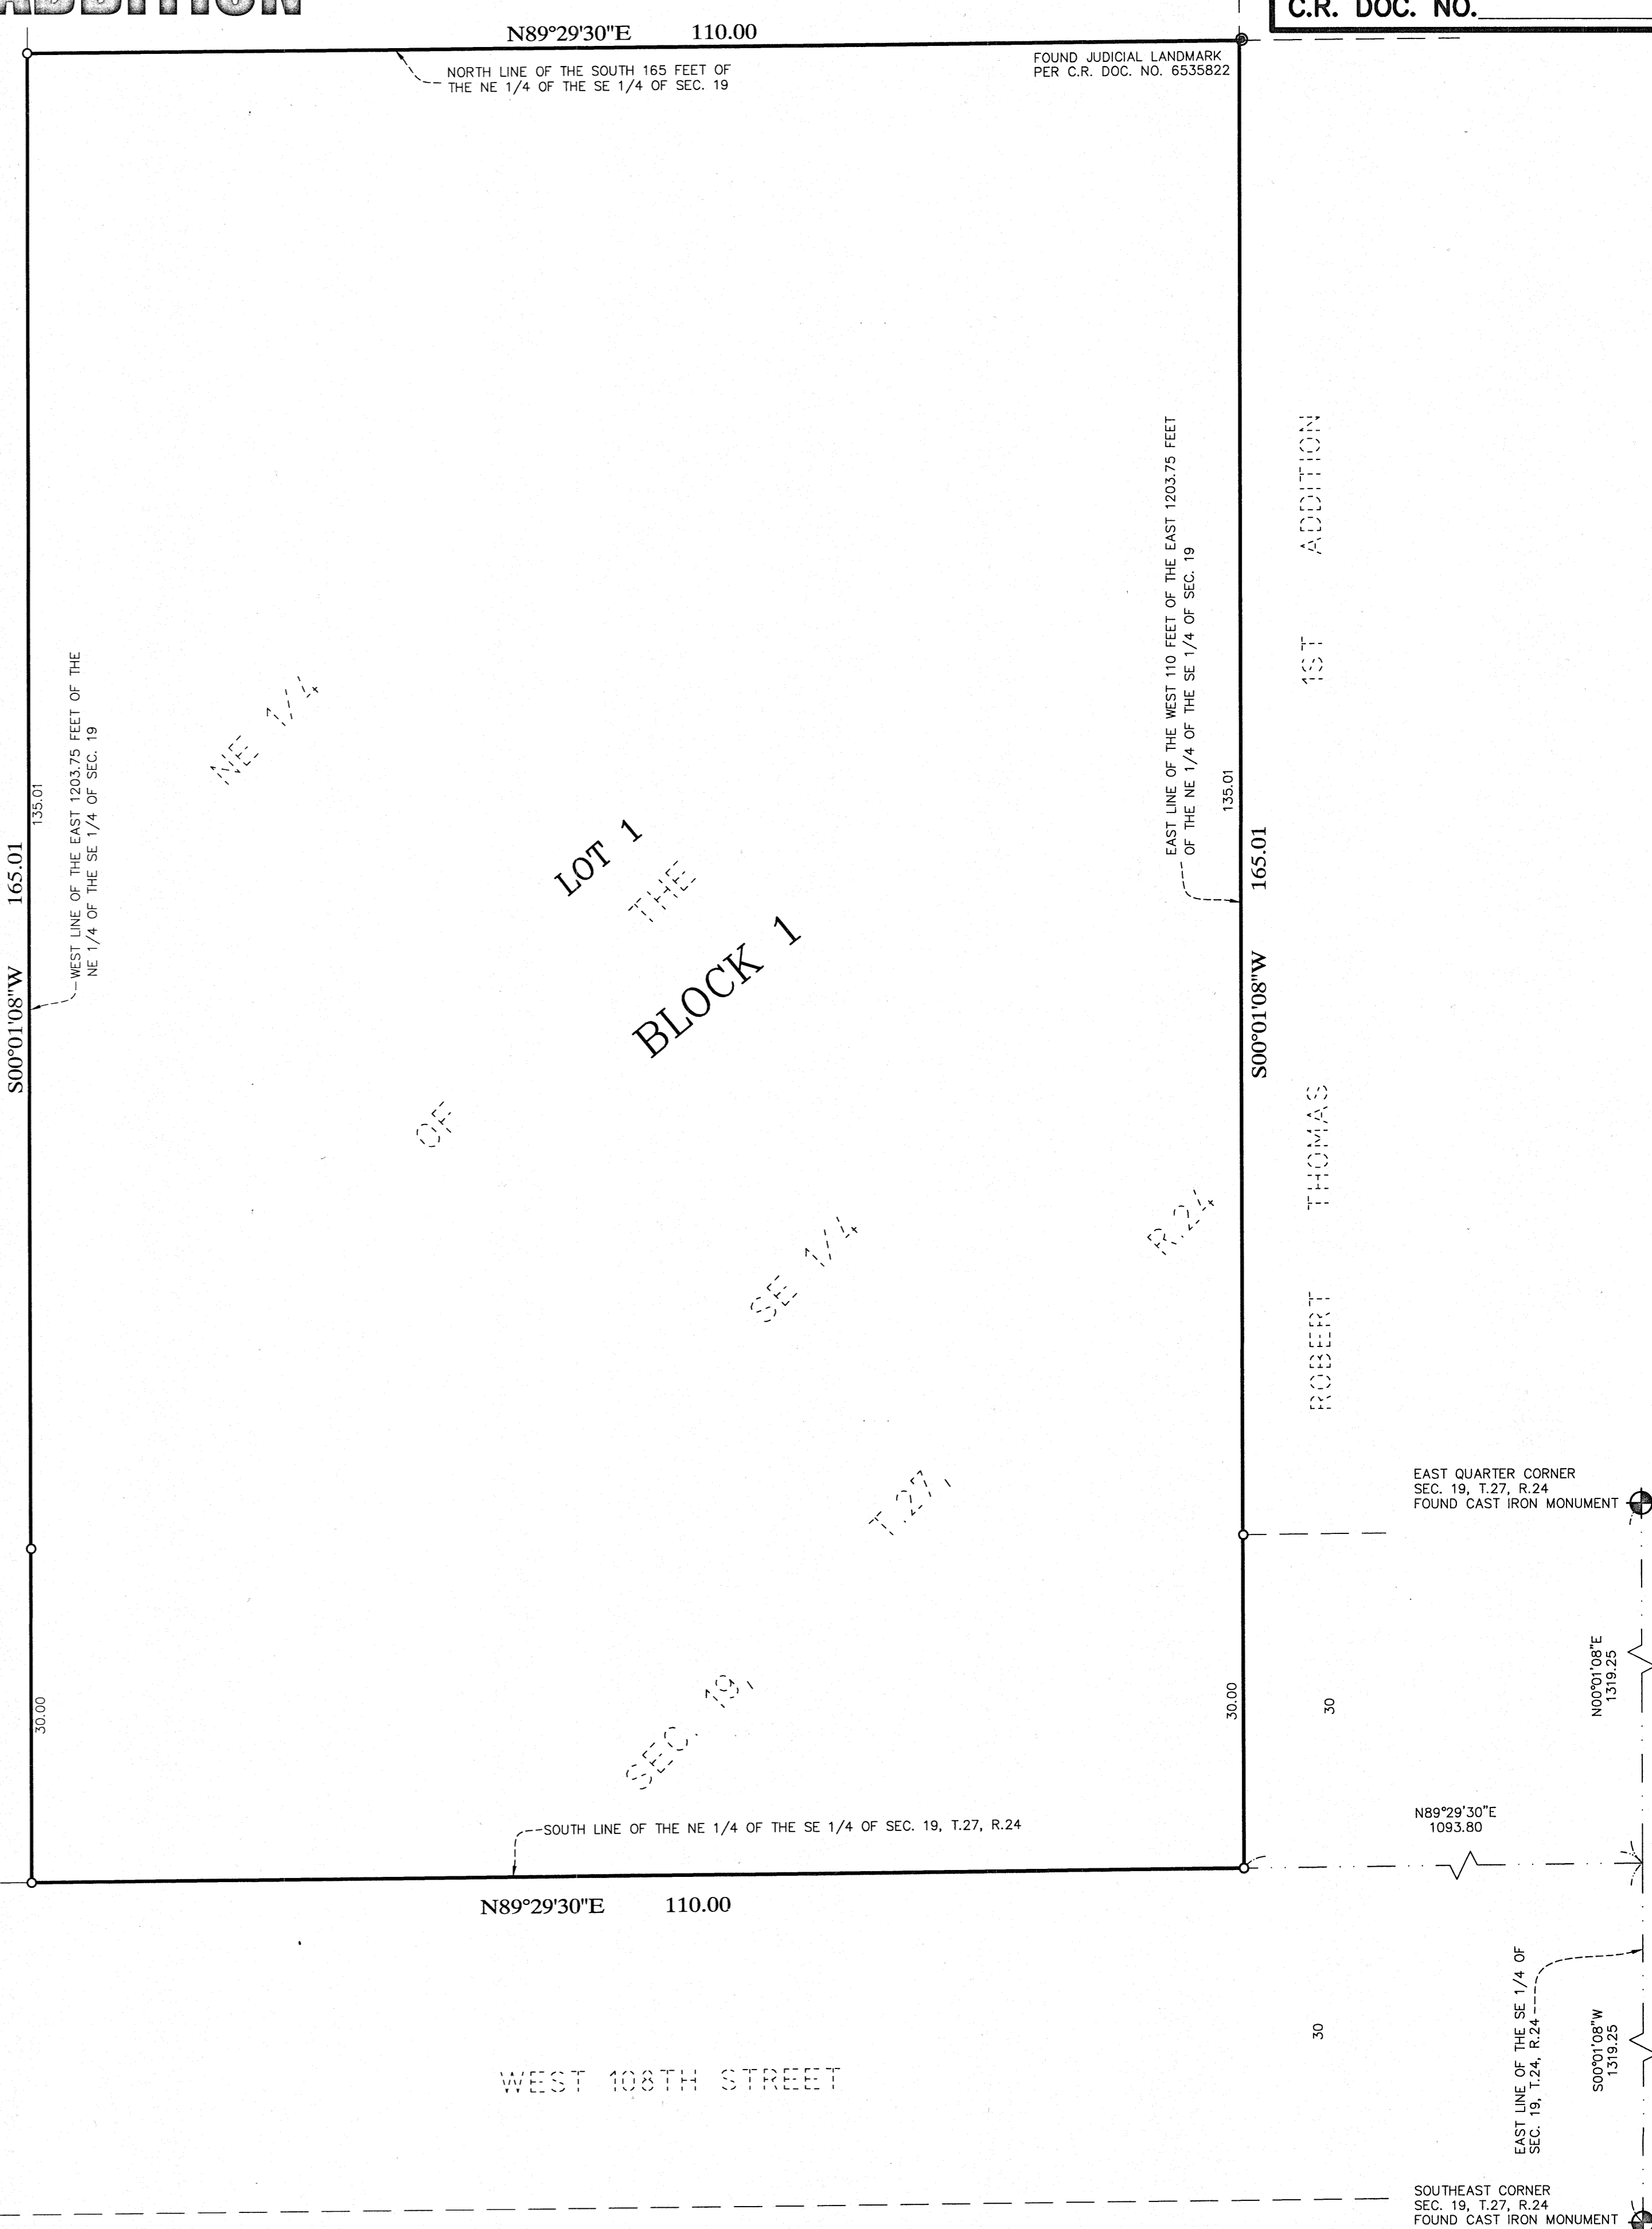 ADDITION
C.R. DOC. NO.
N89°29'30"E 110.00
NORTH LINE OF THE SOUTH 165 FEET OF
THE NE 1/4 OF THE SE 1/4 OF SEC. 19
FOUND JUDICIAL LANDMARK
PER C.R. DOC. NO. 6535822
EAST LINE OF THE WEST 110 FEET OF THE EAST 1203.75 FEET
OF THE NE 1/4 OF THE SE 1/4 OF SEC. 19
WEST LINE OF THE EAST 1203.75 FEET OF THE
NE 1/4 OF THE SE 1/4 OF SEC. 19
135.01
S00°01'08"W 165.01
135.01
S00°01'08"W 165.01
NE 1/4
LOT 1
THE
BLOCK 1
OF
SE 1/4
R.24
T.27,
SEC. 19,
ROBERT THOMAS 1ST ADDITION
EAST QUARTER CORNER
SEC. 19, T.27, R.24
FOUND CAST IRON MONUMENT
N00°01'08"E
1319.25
30.00
30.00
30
SOUTH LINE OF THE NE 1/4 OF THE SE 1/4 OF SEC. 19, T.27, R.24
N89°29'30"E
1093.80
N89°29'30"E 110.00
EAST LINE OF THE SE 1/4 OF
SEC. 19, T.24, R.24
S00°01'08"W
1319.25
30
WEST 108TH STREET
SOUTHEAST CORNER
SEC. 19, T.27, R.24
FOUND CAST IRON MONUMENT